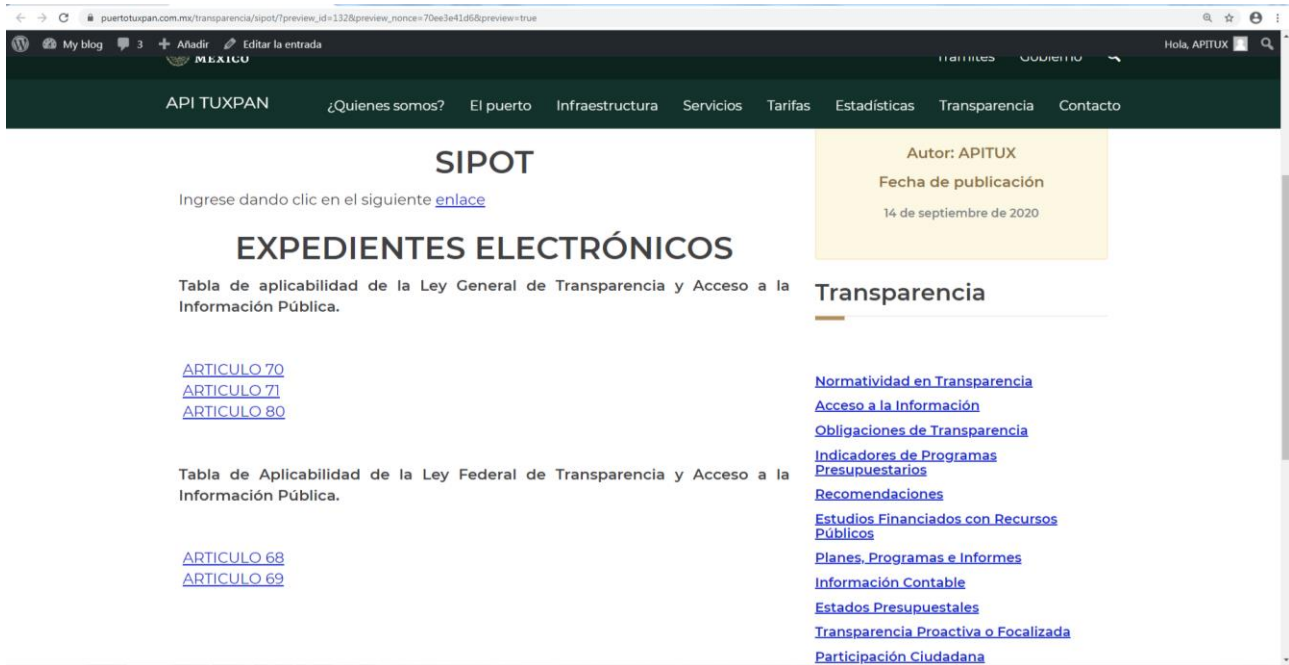 puertotuxpan.com.mx/transparencia/sipot/?preview_id=132&preview_nonce=70ee3e41d6&preview=true
My blog 3 Añadir Editar la entrada Hola, APITUX
MÉXICO Trámites Gobierno
API TUXPAN ¿Quienes somos? El puerto Infraestructura Servicios Tarifas Estadísticas Transparencia Contacto
SIPOT
Ingrese dando clic en el siguiente enlace
EXPEDIENTES ELECTRÓNICOS
Tabla de aplicabilidad de la Ley General de Transparencia y Acceso a la
Información Pública.
ARTICULO 70
ARTICULO 71
ARTICULO 80
Tabla de Aplicabilidad de la Ley Federal de Transparencia y Acceso a la
Información Pública.
ARTICULO 68
ARTICULO 69
Autor: APITUX
Fecha de publicación
14 de septiembre de 2020
Transparencia
Normatividad en Transparencia
Acceso a la Información
Obligaciones de Transparencia
Indicadores de Programas
Presupuestarios
Recomendaciones
Estudios Financiados con Recursos
Públicos
Planes, Programas e Informes
Información Contable
Estados Presupuestales
Transparencia Proactiva o Focalizada
Participación Ciudadana